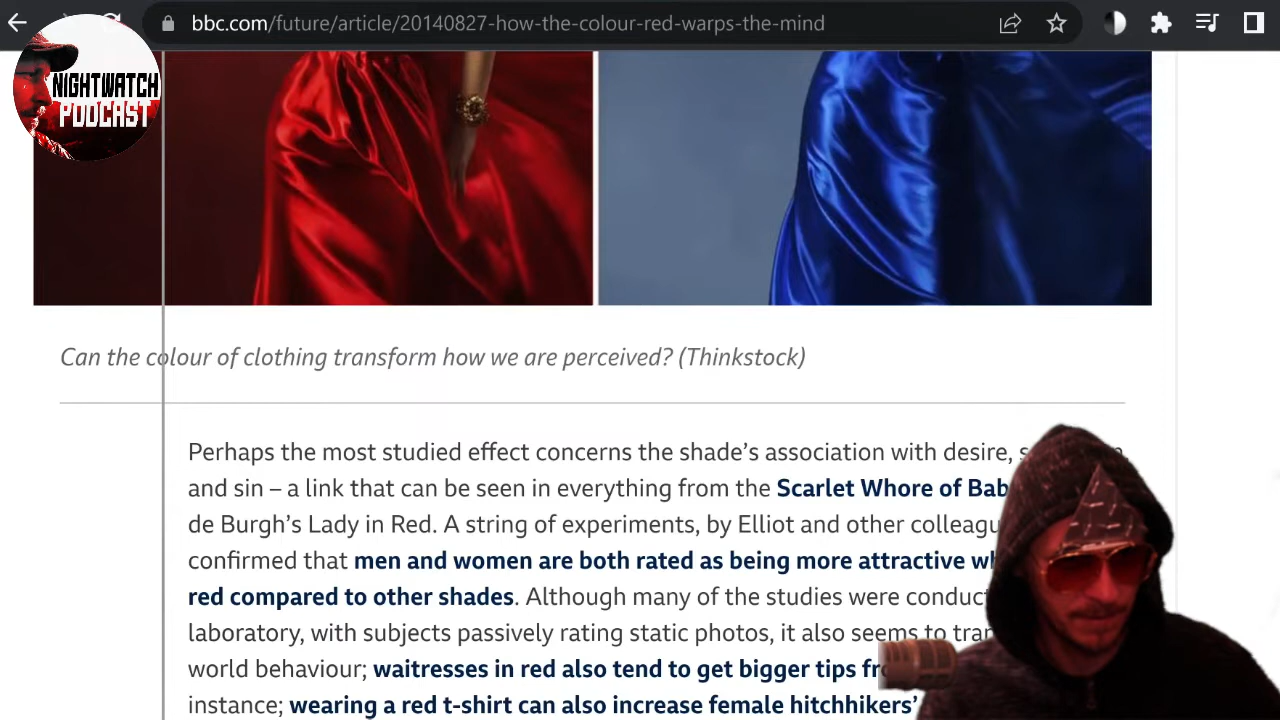 bbc.com/future/article/20140827-how-the-colour-red-warps-the-mind
NIGHTWATCH
PODCAST
Can the colour of clothing transform how we are perceived? (Thinkstock)
Perhaps the most studied effect concerns the shade’s association with desire,
and sin – a link that can be seen in everything from the Scarlet Whore of
de Burgh’s Lady in Red. A string of experiments, by Elliot and other
confirmed that men and women are both rated as being more attractive
red compared to other shades. Although many of the studies were
laboratory, with subjects passively rating static photos, it also seems to
world behaviour; waitresses in red also tend to get bigger tips
instance; wearing a red t-shirt can also increase female hitchhikers’